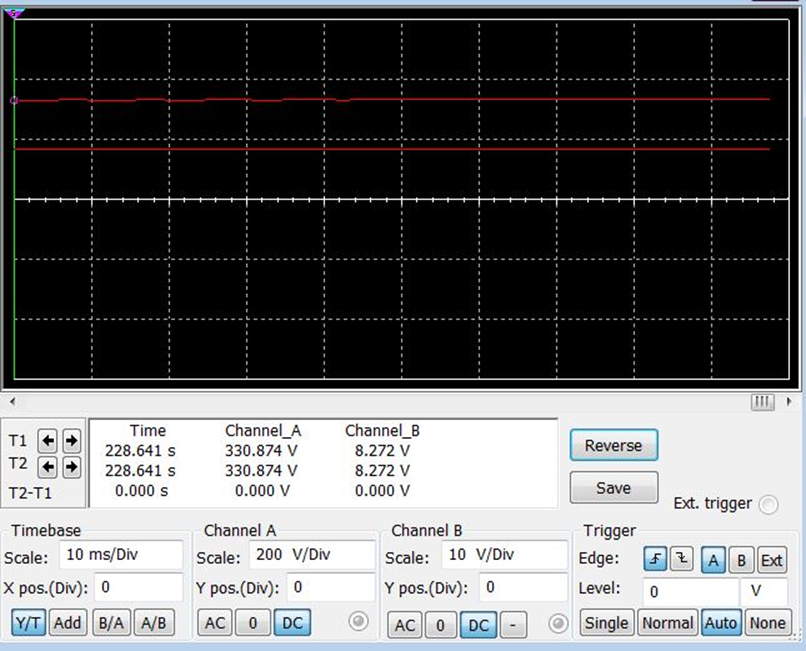 Time Channel_A Channel_B
T1 228.641 s 330.874 V 8.272 V
T2 228.641 s 330.874 V 8.272 V
T2-T1 0.000 s 0.000 V 0.000 V
Reverse
Save
Ext. trigger
Timebase
Scale: 10 ms/Div
X pos.(Div): 0
Y/T Add B/A A/B
Channel A
Scale: 200 V/Div
Y pos.(Div): 0
AC 0 DC
Channel B
Scale: 10 V/Div
Y pos.(Div): 0
AC 0 DC -
Trigger
Edge: A B Ext
Level: 0 V
Single Normal Auto None